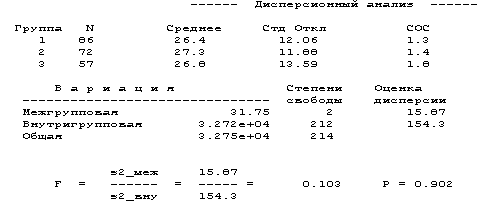 ------ Дисперсионный анализ ------
Группа N Среднее Стд Откл СОС
1 86 26.4 12.06 1.3
2 72 27.3 11.88 1.4
3 57 26.8 13.59 1.8
В а р и а ц и я Степени Оценка
------------------------------- свободы дисперсии
Межгрупповая 31.75 2 15.87
Внутригрупповая 3.272e+04 212 154.3
Общая 3.275e+04 214
s2_меж 15.87
F = ------ = ----- = 0.103 P = 0.902
s2_вну 154.3